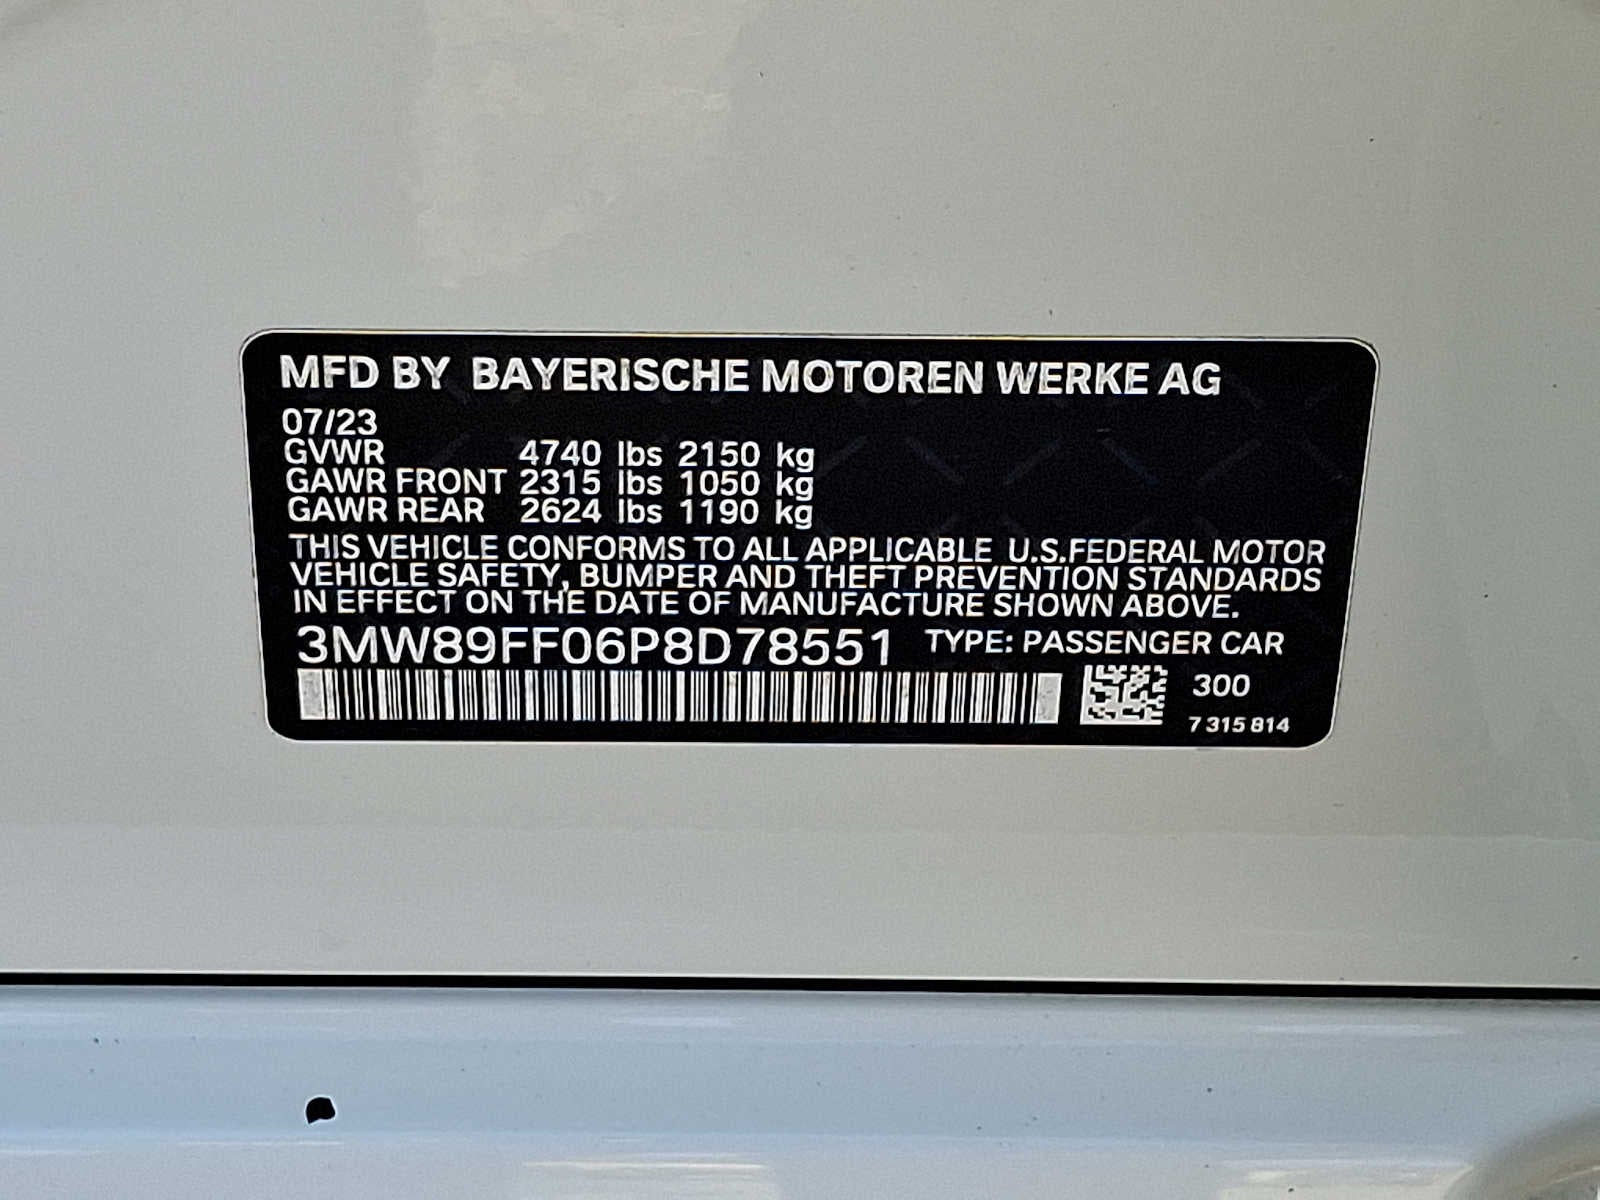 MFD BY BAYERISCHE MOTOREN WERKE AG
07/23
GVWR 4740 lbs 2150 kg
GAWR FRONT 2315 lbs 1050 kg
GAWR REAR 2624 lbs 1190 kg
THIS VEHICLE CONFORMS TO ALL APPLICABLE U.S.FEDERAL MOTOR
VEHICLE SAFETY, BUMPER AND THEFT PREVENTION STANDARDS
IN EFFECT ON THE DATE OF MANUFACTURE SHOWN ABOVE.
3MW89FF06P8D78551 TYPE: PASSENGER CAR
300
7 315 814